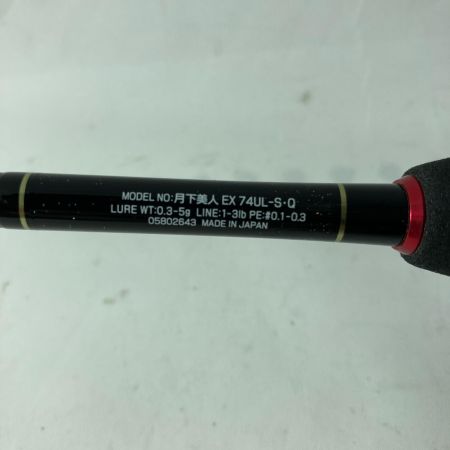 MODEL NO:月下美人 EX 74UL-S・Q
LURE WT:0.3-5g LINE:1-3lb PE:#0.1-0.3
05802643 MADE IN JAPAN